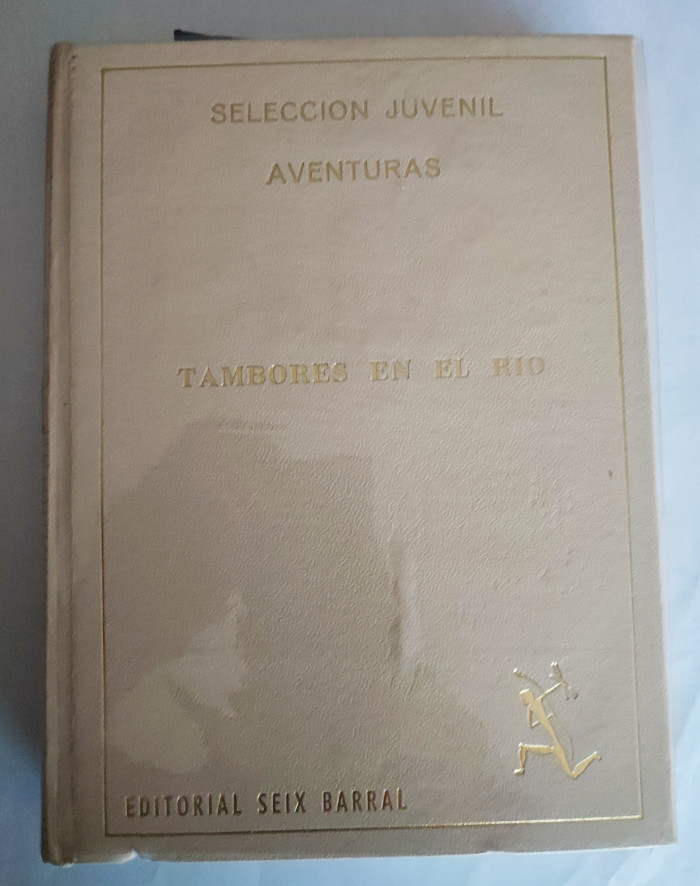 SELECCION JUVENIL
AVENTURAS
TAMBORES EN EL RIO
EDITORIAL SEIX BARRAL